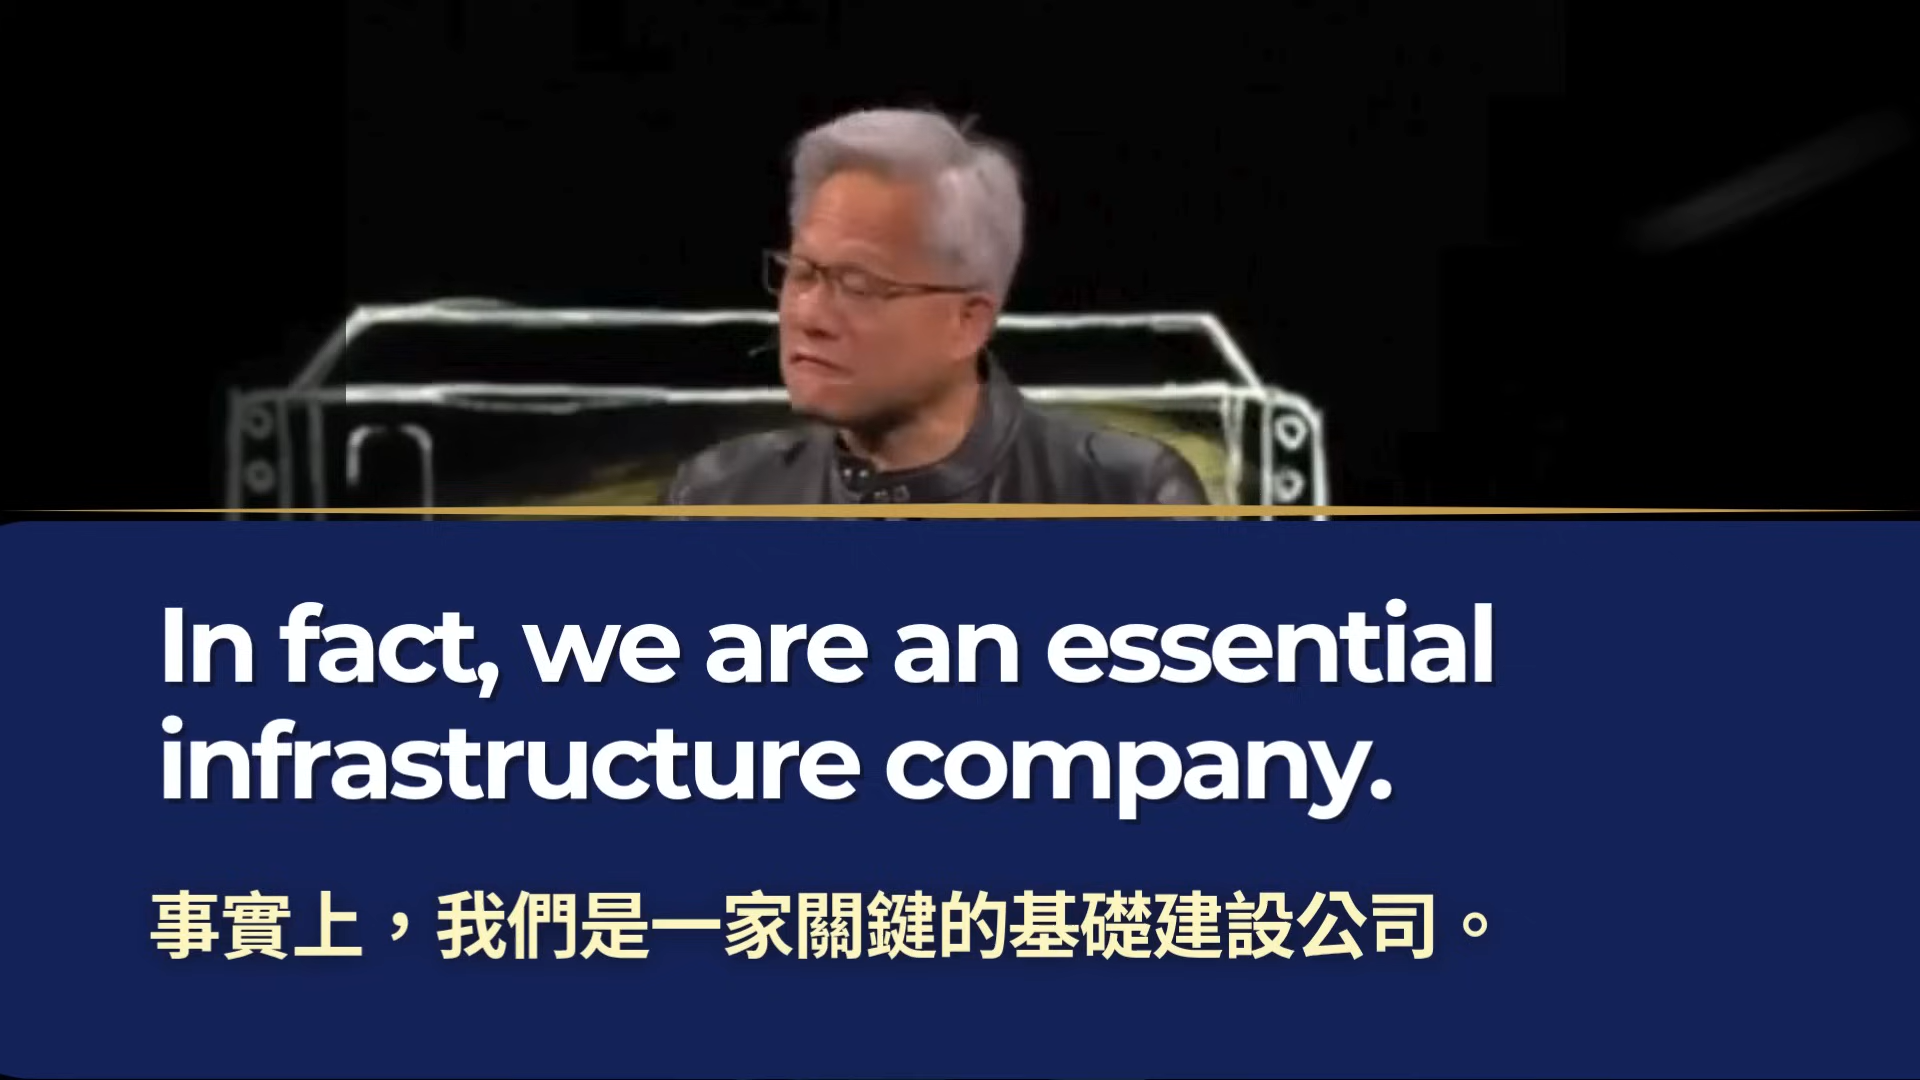 In fact, we are an essential
infrastructure company.
事實上，我們是一家關鍵的基礎建設公司。